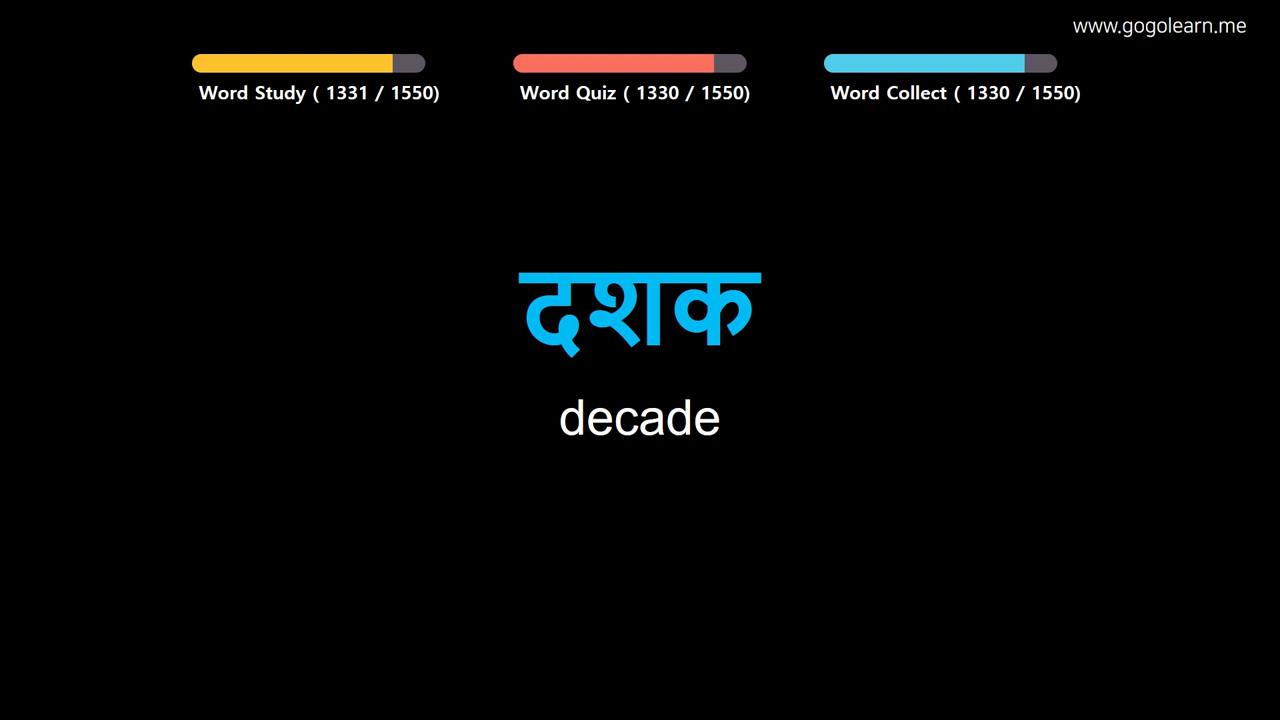 www.gogolearn.me
Word Study ( 1331 / 1550)
Word Quiz ( 1330 / 1550)
Word Collect ( 1330 / 1550)
दशक
decade